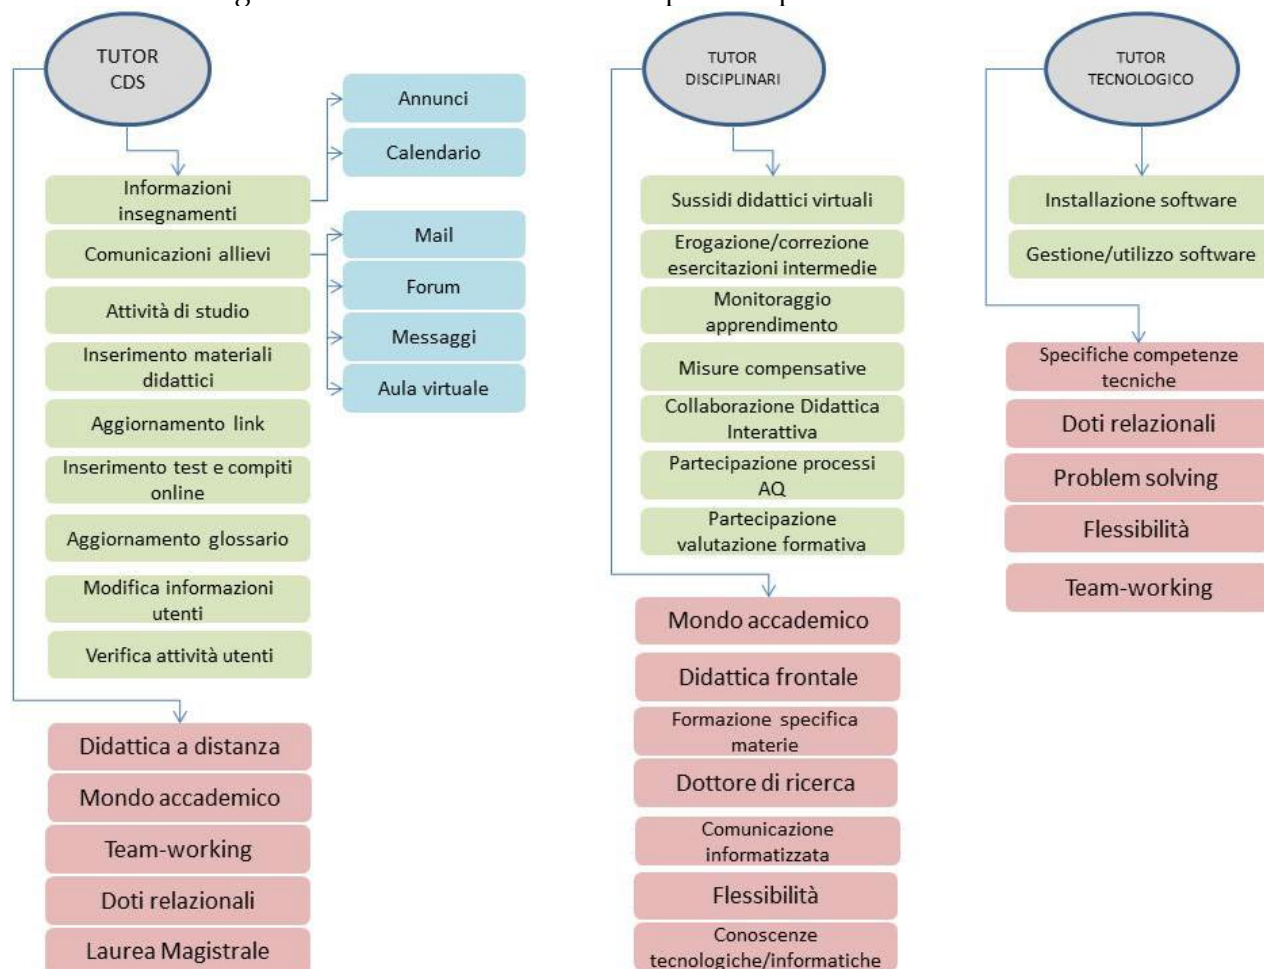 TUTOR
CDS
Annunci
Calendario
Informazioni
insegnamenti
Comunicazioni allievi
Mail
Forum
Messaggi
Aula virtuale
Attività di studio
Inserimento materiali
didattici
Aggiornamento link
Inserimento test e compiti
online
Aggiornamento glossario
Modifica informazioni
utenti
Verifica attività utenti
Didattica a distanza
Mondo accademico
Team-working
Doti relazionali
Laurea Magistrale
TUTOR
DISCIPLINARI
Sussidi didattici virtuali
Erogazione/correzione
esercitazioni intermedie
Monitoraggio
apprendimento
Misure compensative
Collaborazione Didattica
Interattiva
Partecipazione processi
AQ
Partecipazione
valutazione formativa
Mondo accademico
Didattica frontale
Formazione specifica
materie
Dottore di ricerca
Comunicazione
informatizzata
Flessibilità
Conoscenze
tecnologiche/informatiche
TUTOR
TECNOLOGICO
Installazione software
Gestione/utilizzo software
Specifiche competenze
tecniche
Doti relazionali
Problem solving
Flessibilità
Team-working